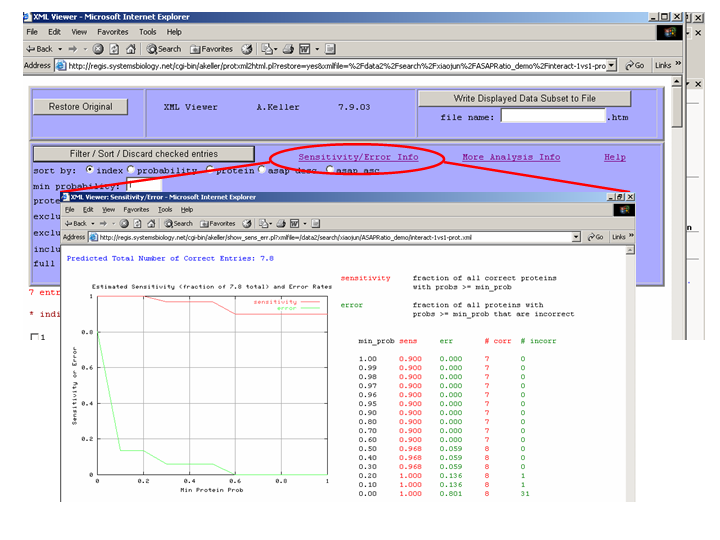 XML Viewer - Microsoft Internet Explorer
File Edit View Favorites Tools Help
Back Search Favorites
Address http://regis.systemsbiology.net/cgi-bin/akeller/protxml2html.pl?restore=yes&xmlfile=%2Fdata2%2Fsearch%2Fxiaojun%2FASAPRatio_demo%2Finteract-1vs1-pro Go Links »
Restore Original XML Viewer A.Keller 7.9.03 Write Displayed Data Subset to File
file name: .htm
Filter / Sort / Discard checked entries Sensitivity/Error Info More Analysis Info Help
sort by: index probability protein asap desc asap asc
min probability:
prote
exclu
exclu
inclu
full
7 entr
* indi
1
XML Viewer: Sensitivity/Error - Microsoft Internet Explorer
File Edit View Favorites Tools Help
Back Search Favorites
Address http://regis.systemsbiology.net/cgi-bin/akeller/show_sens_err.pl?xmlfile=/data2/search/xiaojun/ASAPRatio_demo/interact-1-prot.xml Go Links »
Predicted Total Number of Correct Entries: 7.8
Estimated Sensitivity (fraction of 7.8 total) and Error Rates
sensitivity
error
1
0.8
0.6
0.4
0.2
0
Sensitivity or Error
0 0.2 0.4 0.6 0.8 1
Min Protein Prob
sensitivity fraction of all correct proteins
with probs >= min_prob
error fraction of all proteins with
probs >= min_prob that are incorrect
min_prob sens err # corr # incorr
1.00 0.900 0.000 7 0
0.99 0.900 0.000 7 0
0.98 0.900 0.000 7 0
0.97 0.900 0.000 7 0
0.96 0.900 0.000 7 0
0.95 0.900 0.000 7 0
0.90 0.900 0.000 7 0
0.80 0.900 0.000 7 0
0.70 0.900 0.000 7 0
0.60 0.900 0.000 7 0
0.50 0.968 0.059 8 0
0.40 0.968 0.059 8 0
0.30 0.968 0.059 8 0
0.20 1.000 0.136 8 1
0.10 1.000 0.136 8 1
0.00 1.000 0.801 8 31